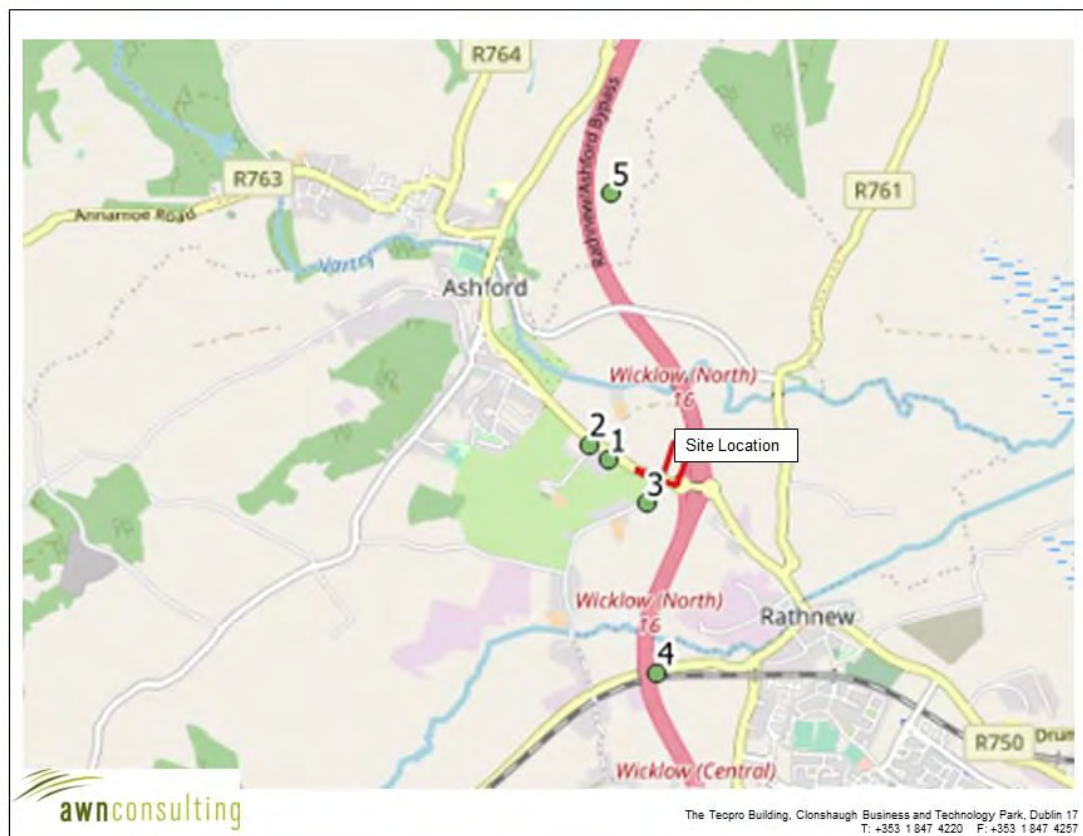 R764
Radhnew/Ashford Bypass
5
R763
R761
Annamoe Road
Vartry
Ashford
Wicklow (North)
16
2
1
Site Location
3
Wicklow (North)
16
Rathnew
4
R750
Drum
Wicklow (Central)
awnconsulting
The Tecpro Building, Clonshaugh Business and Technology Park, Dublin 17
T: +353 1 847 4220 F: +353 1 847 4257